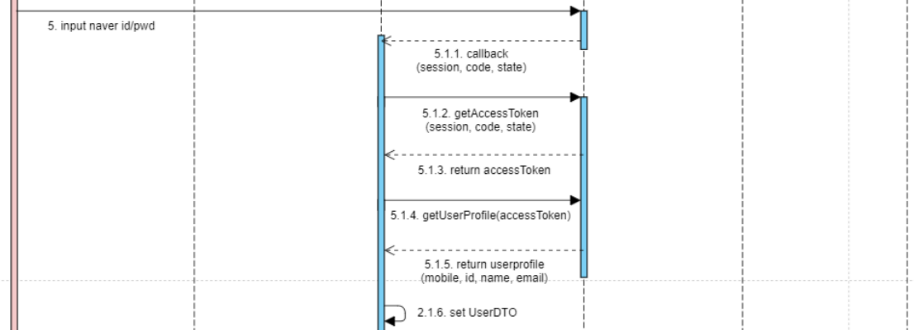 5. input naver id/pwd
5.1.1. callback
(session, code, state)
5.1.2. getAccessToken
(session, code, state)
5.1.3. return accessToken
5.1.4. getUserProfile(accessToken)
5.1.5. return userprofile
(mobile, id, name, email)
2.1.6. set UserDTO